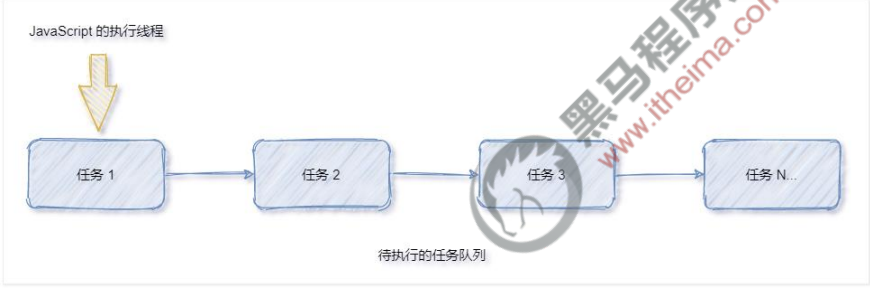 JavaScript 的执行线程
任务 1
任务 2
任务 3
任务 N...
待执行的任务队列
黑马程序
www.itheima.com